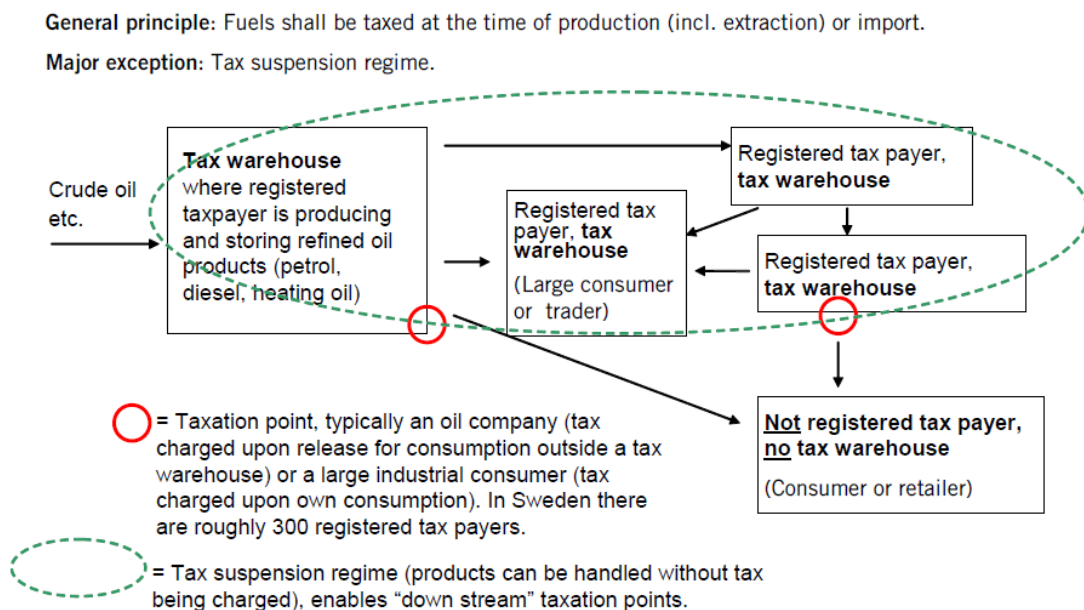 General principle: Fuels shall be taxed at the time of production (incl. extraction) or import.
Major exception: Tax suspension regime.
Crude oil
etc.
Tax warehouse
where registered
taxpayer is producing
and storing refined oil
products (petrol,
diesel, heating oil)
Registered tax
payer, tax
warehouse
(Large consumer
or trader)
Registered tax payer,
tax warehouse
Registered tax payer,
tax warehouse
Not registered tax payer,
no tax warehouse
(Consumer or retailer)
= Taxation point, typically an oil company (tax
charged upon release for consumption outside a tax
warehouse) or a large industrial consumer (tax
charged upon own consumption). In Sweden there
are roughly 300 registered tax payers.
= Tax suspension regime (products can be handled without tax
being charged), enables “down stream” taxation points.